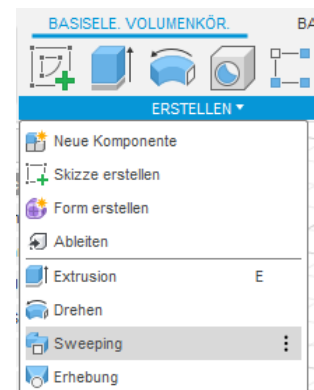 BASISELE. VOLUMENKÖR.
BA
ERSTELLEN
Neue Komponente
Skizze erstellen
Form erstellen
Ableiten
Extrusion E
Drehen
Sweeping
Erhebung